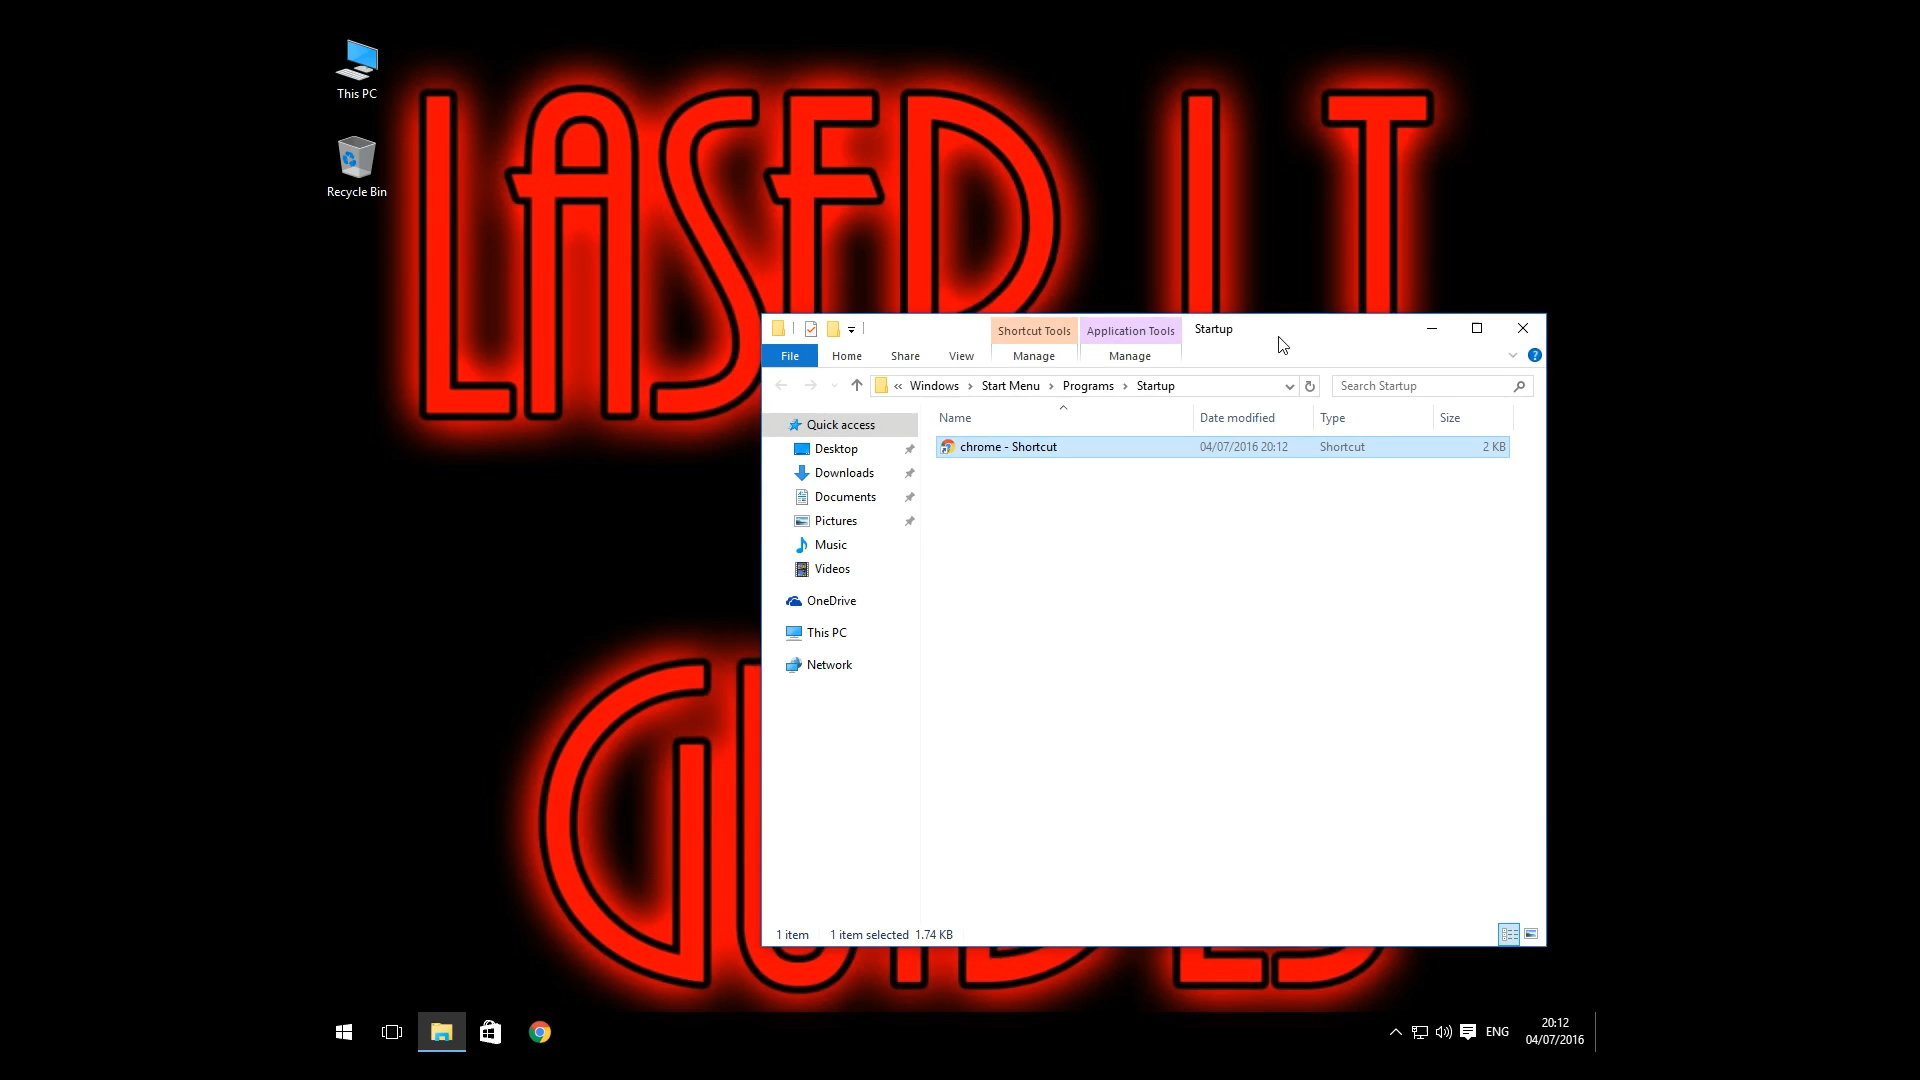 This PC
Recycle Bin
LASER IT
GUIDES
Shortcut Tools
Application Tools
Startup
File
Home
Share
View
Manage
Manage
« Windows › Start Menu › Programs › Startup
Search Startup
Name
Date modified
Type
Size
chrome - Shortcut
04/07/2016 20:12
Shortcut
2 KB
Quick access
Desktop
Downloads
Documents
Pictures
Music
Videos
OneDrive
This PC
Network
1 item
1 item selected 1.74 KB
ENG
20:12
04/07/2016